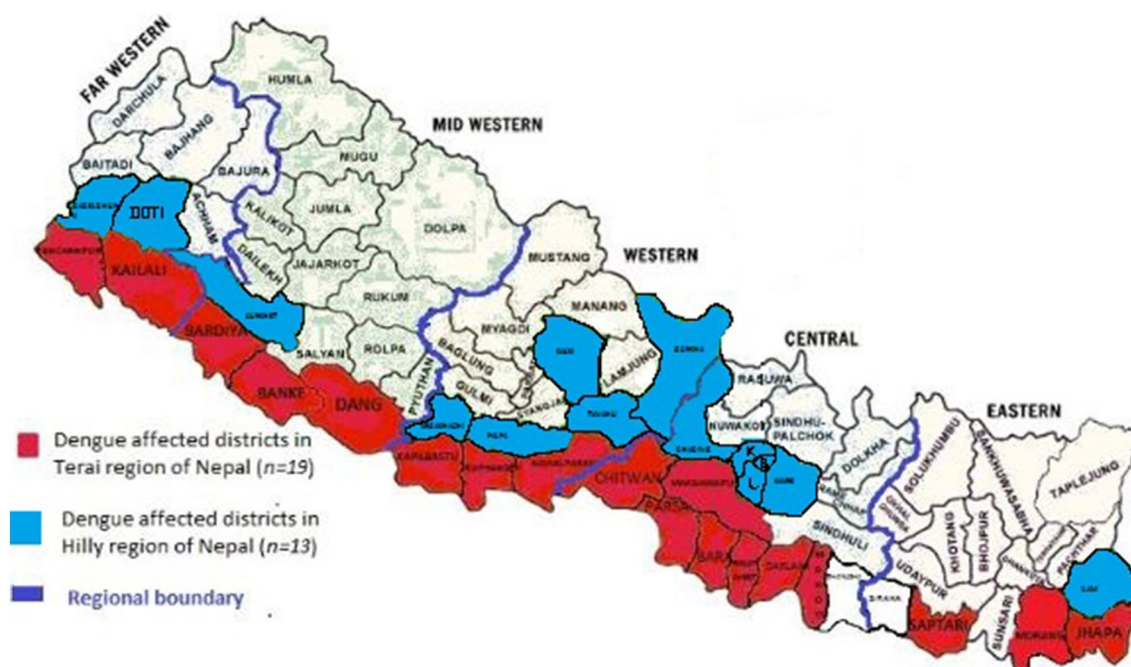 FAR WESTERN
DARCHULA
HUMLA
BAJHANG
MID WESTERN
BAITADI
BAJURA
MUGU
DOTI
ACHHAM
KALIKOT
JUMLA
DOLPA
KAILALI
DAILEKH
JAJARKOT
MUSTANG
WESTERN
RUKUM
MANANG
BARDIYA
MYAGDI
SALYAN
ROLPA
BAGLUNG
LAMJUNG
CENTRAL
BANKE
DANG
PYUTHAN
GULMI
RASUWA
NUWAKOT
SINDHU-
PALCHOK
EASTERN
DOLKHA
SOLUKHUMBU
SANKHUWASABHA
TAPLEJUNG
CHITWAN
PARSA
BARA
SINDHULI
KHOTANG
BHOJPUR
PACHTHAR
UDAYPUR
SAPTARI
SUNSARI
MORANG
JHAPA
Dengue affected districts in
Terai region of Nepal (n=19)
Dengue affected districts in
Hilly region of Nepal (n=13)
Regional boundary